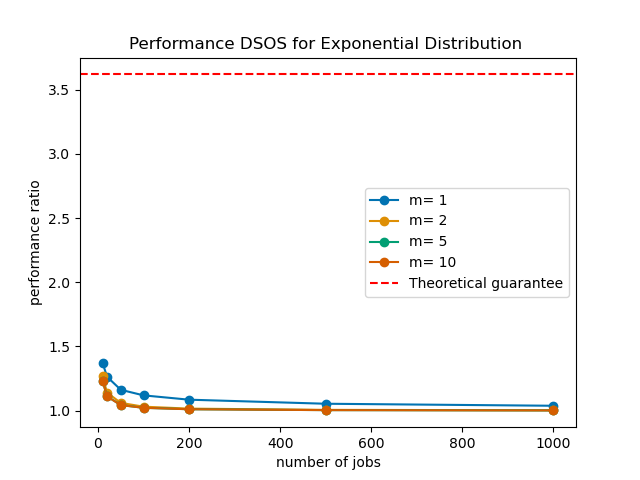 Performance DSOS for Exponential Distribution
3.5
3.0
2.5
2.0
1.5
1.0
performance ratio
m= 1
m= 2
m= 5
m= 10
Theoretical guarantee
0 200 400 600 800 1000
number of jobs